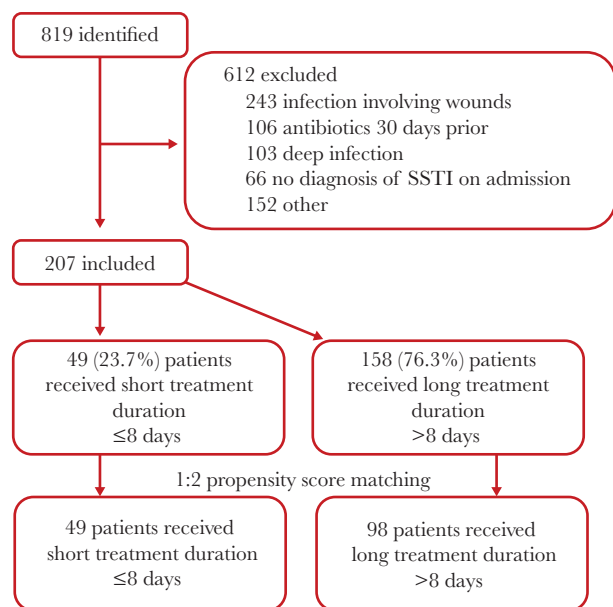 819 identified
612 excluded
243 infection involving wounds
106 antibiotics 30 days prior
103 deep infection
66 no diagnosis of SSTI on admission
152 other
207 included
49 (23.7%) patients
received short treatment
duration
≤8 days
158 (76.3%) patients
received long treatment
duration
>8 days
1:2 propensity score matching
49 patients received
short treatment duration
≤8 days
98 patients received
long treatment duration
>8 days